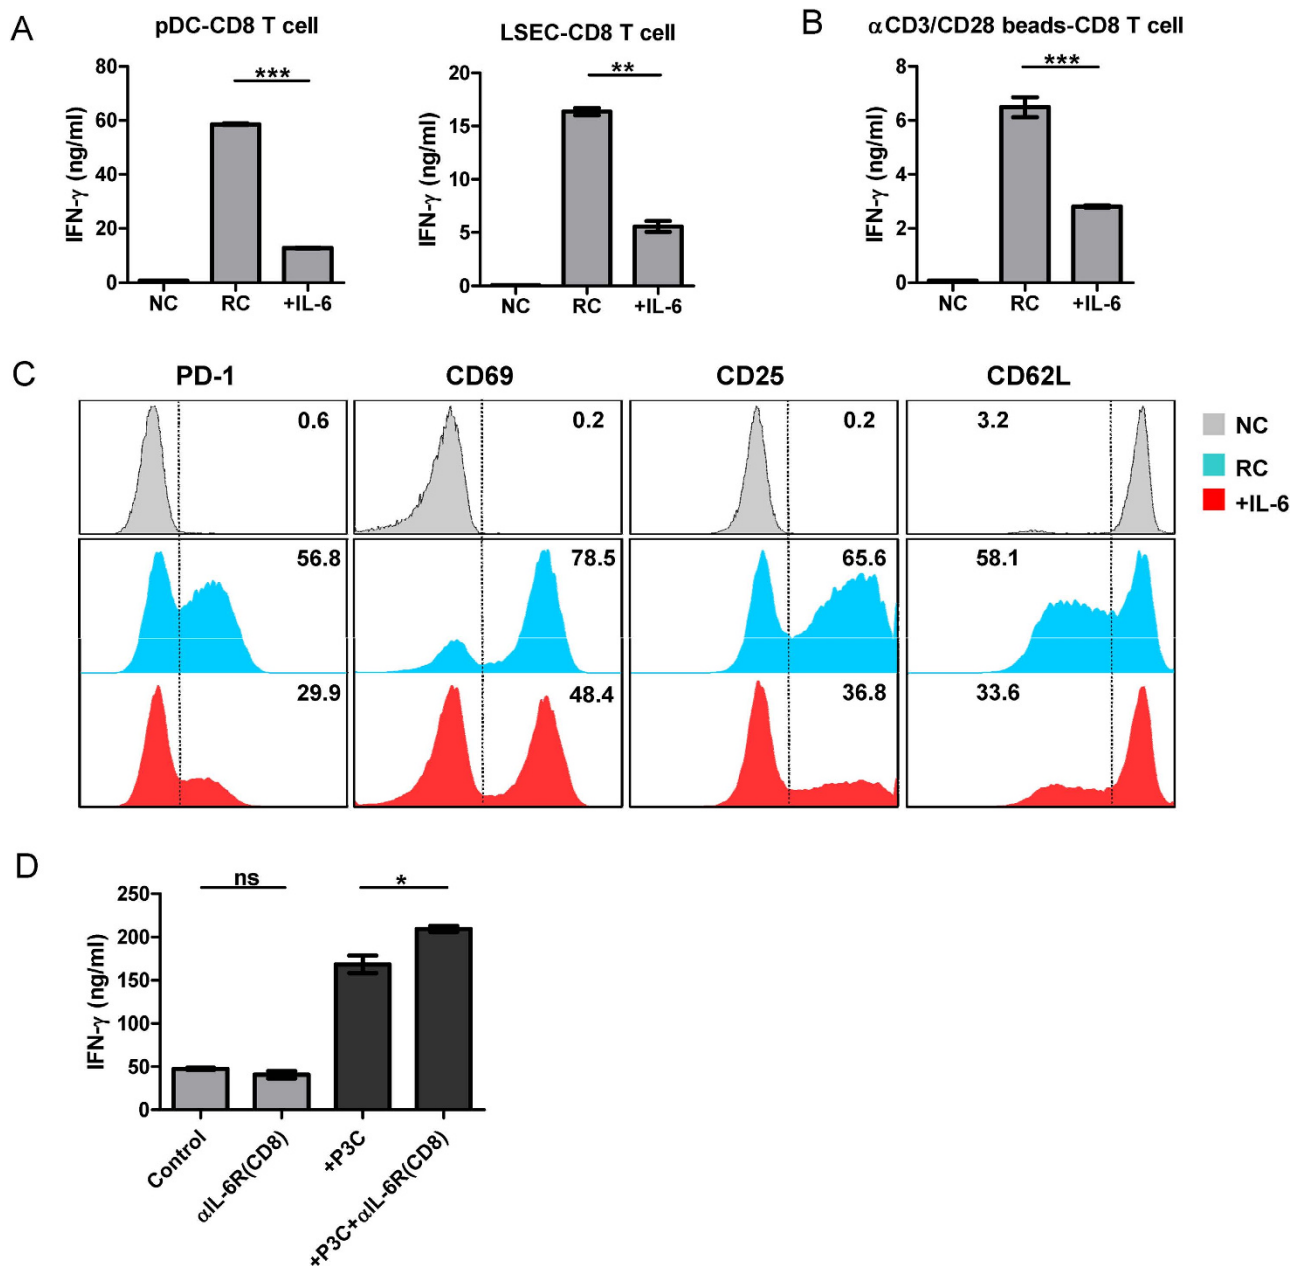 A
pDC-CD8 T cell
IFN-γ (ng/ml)
80
60
40
20
0
***
NC RC +IL-6
LSEC-CD8 T cell
IFN-γ (ng/ml)
20
15
10
5
0
**
NC RC +IL-6
B
αCD3/CD28 beads-CD8 T cell
IFN-γ (ng/ml)
8
6
4
2
0
***
NC RC +IL-6
C
PD-1 CD69 CD25 CD62L
0.6 0.2 0.2 3.2
56.8 78.5 65.6 58.1
29.9 48.4 36.8 33.6
NC
RC
+IL-6
D
IFN-γ (ng/ml)
250
200
150
100
50
0
ns
*
Control
αIL-6R(CD8)
+P3C
+P3C+αIL-6R(CD8)